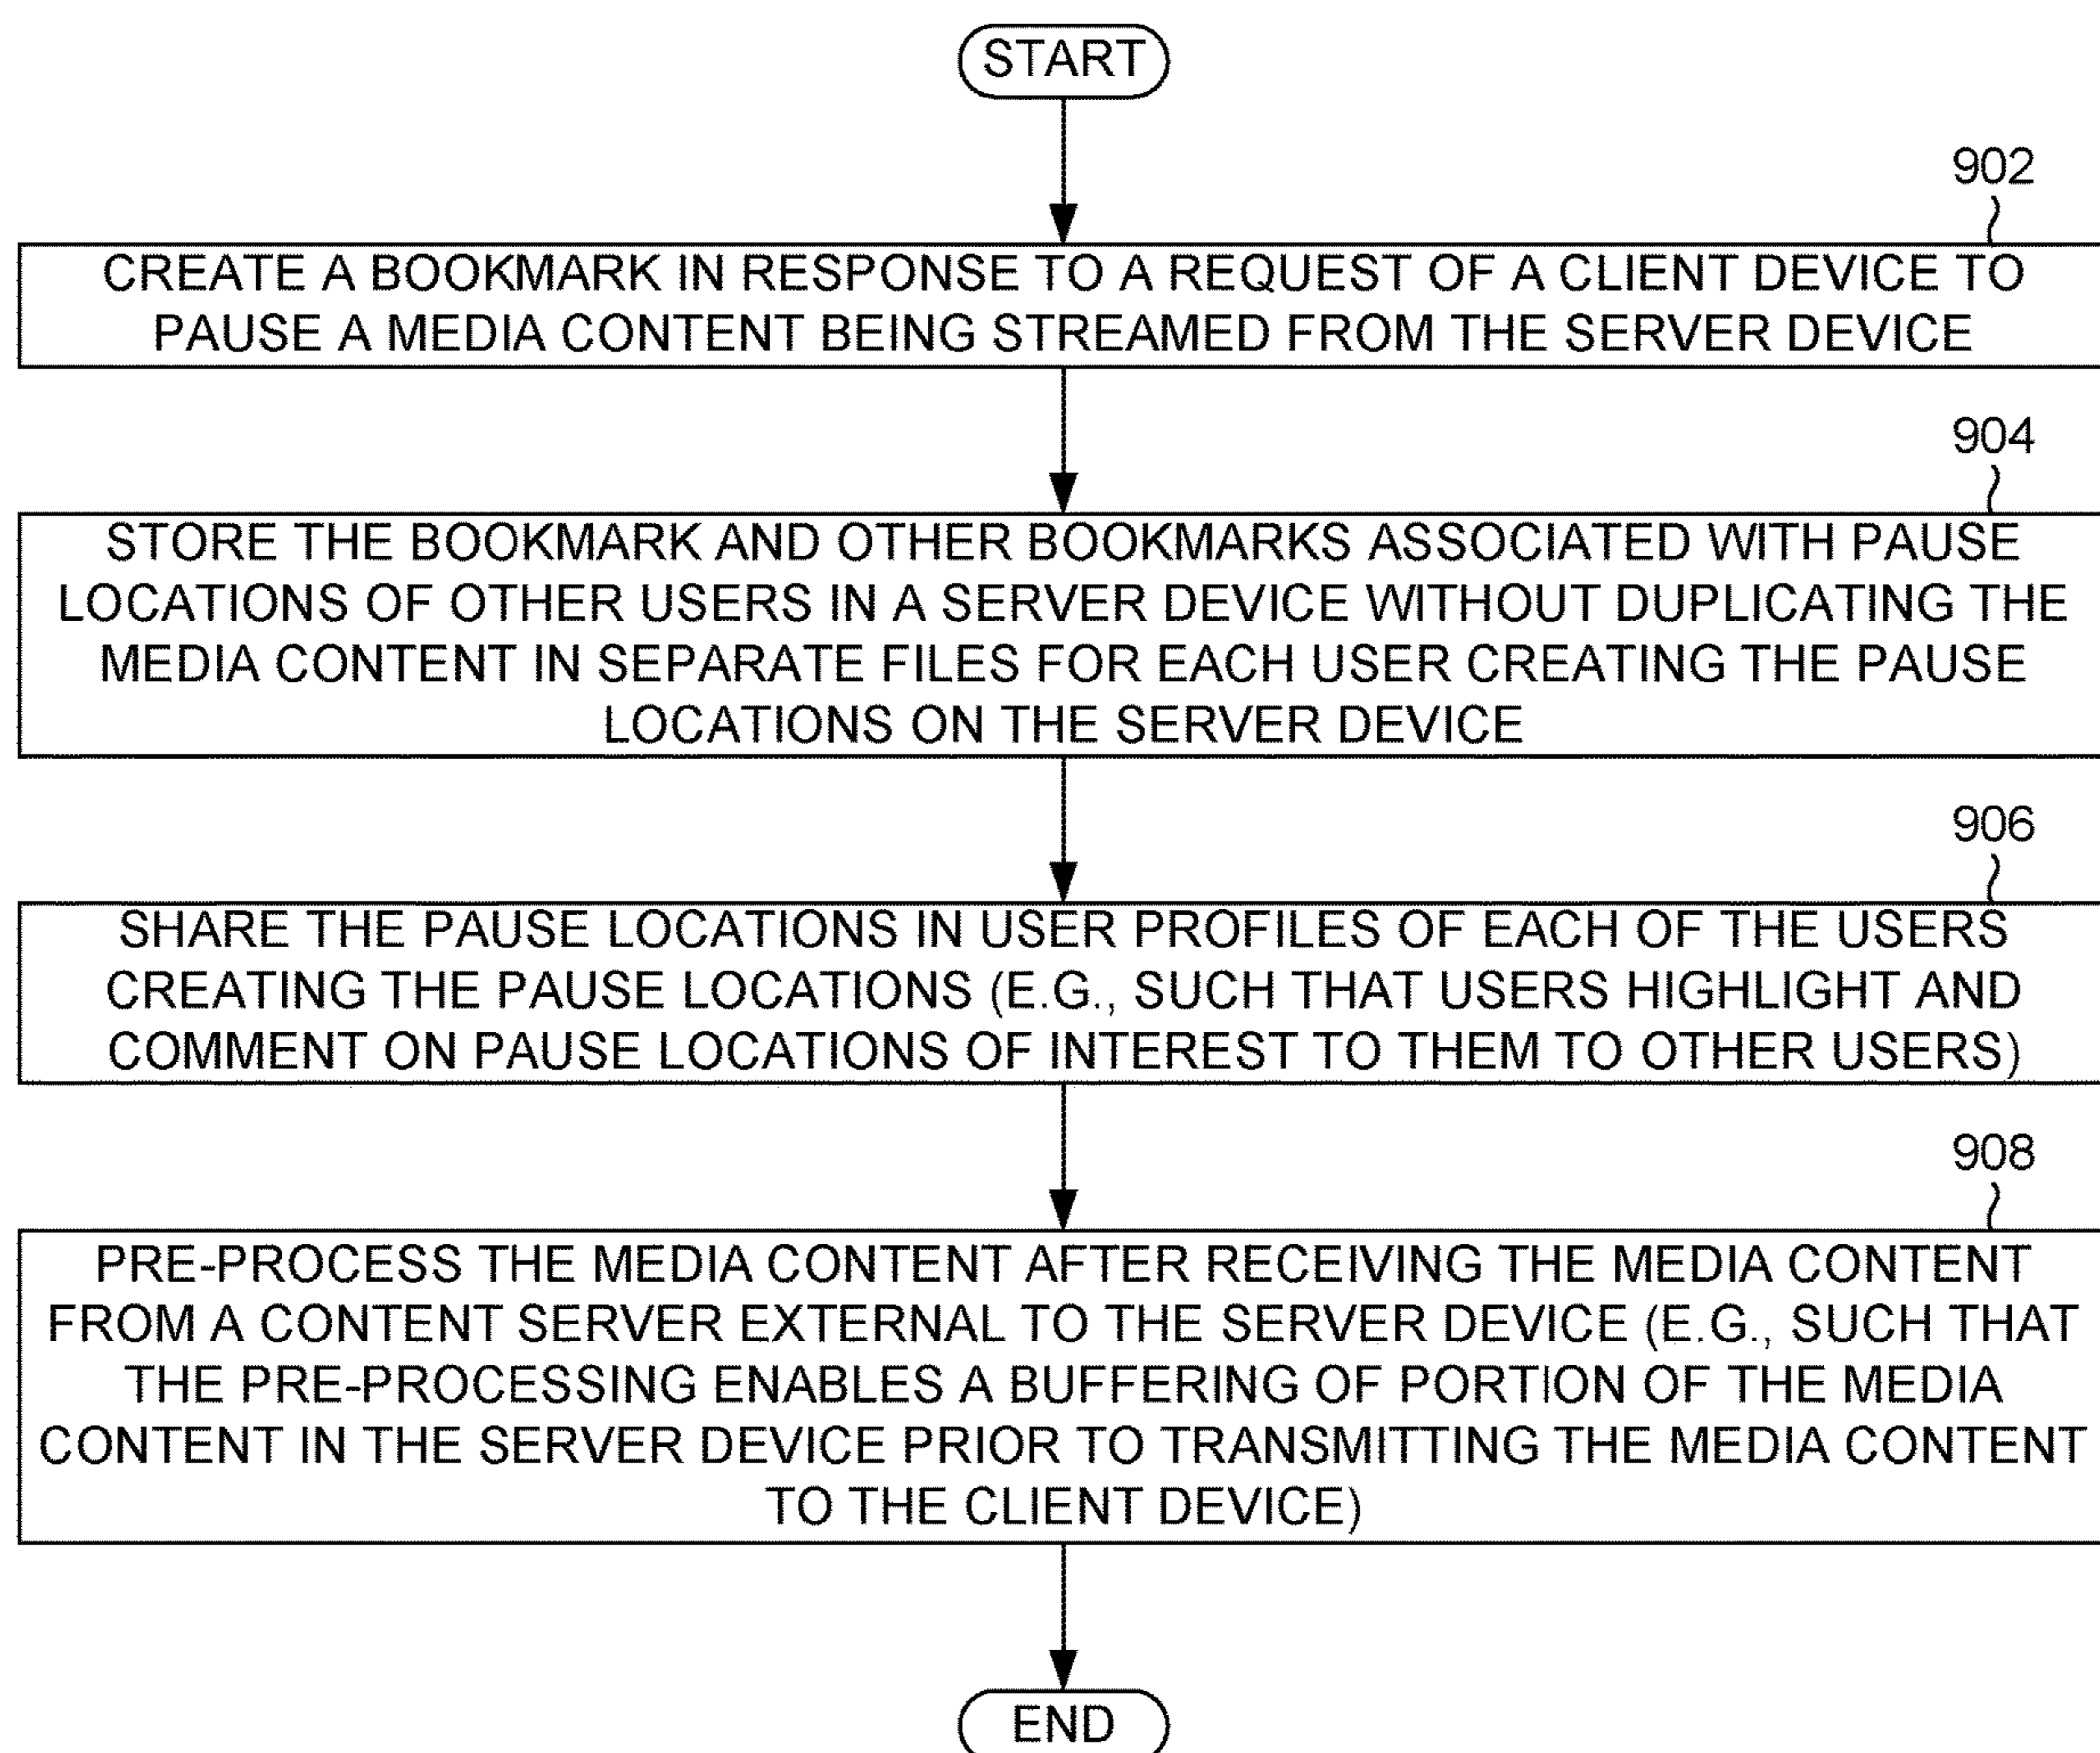 START
902
CREATE A BOOKMARK IN RESPONSE TO A REQUEST OF A CLIENT DEVICE TO
PAUSE A MEDIA CONTENT BEING STREAMED FROM THE SERVER DEVICE
904
STORE THE BOOKMARK AND OTHER BOOKMARKS ASSOCIATED WITH PAUSE
LOCATIONS OF OTHER USERS IN A SERVER DEVICE WITHOUT DUPLICATING THE
MEDIA CONTENT IN SEPARATE FILES FOR EACH USER CREATING THE PAUSE
LOCATIONS ON THE SERVER DEVICE
906
SHARE THE PAUSE LOCATIONS IN USER PROFILES OF EACH OF THE USERS
CREATING THE PAUSE LOCATIONS (E.G., SUCH THAT USERS HIGHLIGHT AND
COMMENT ON PAUSE LOCATIONS OF INTEREST TO THEM TO OTHER USERS)
908
PRE-PROCESS THE MEDIA CONTENT AFTER RECEIVING THE MEDIA CONTENT
FROM A CONTENT SERVER EXTERNAL TO THE SERVER DEVICE (E.G., SUCH THAT
THE PRE-PROCESSING ENABLES A BUFFERING OF PORTION OF THE MEDIA
CONTENT IN THE SERVER DEVICE PRIOR TO TRANSMITTING THE MEDIA CONTENT
TO THE CLIENT DEVICE)
END